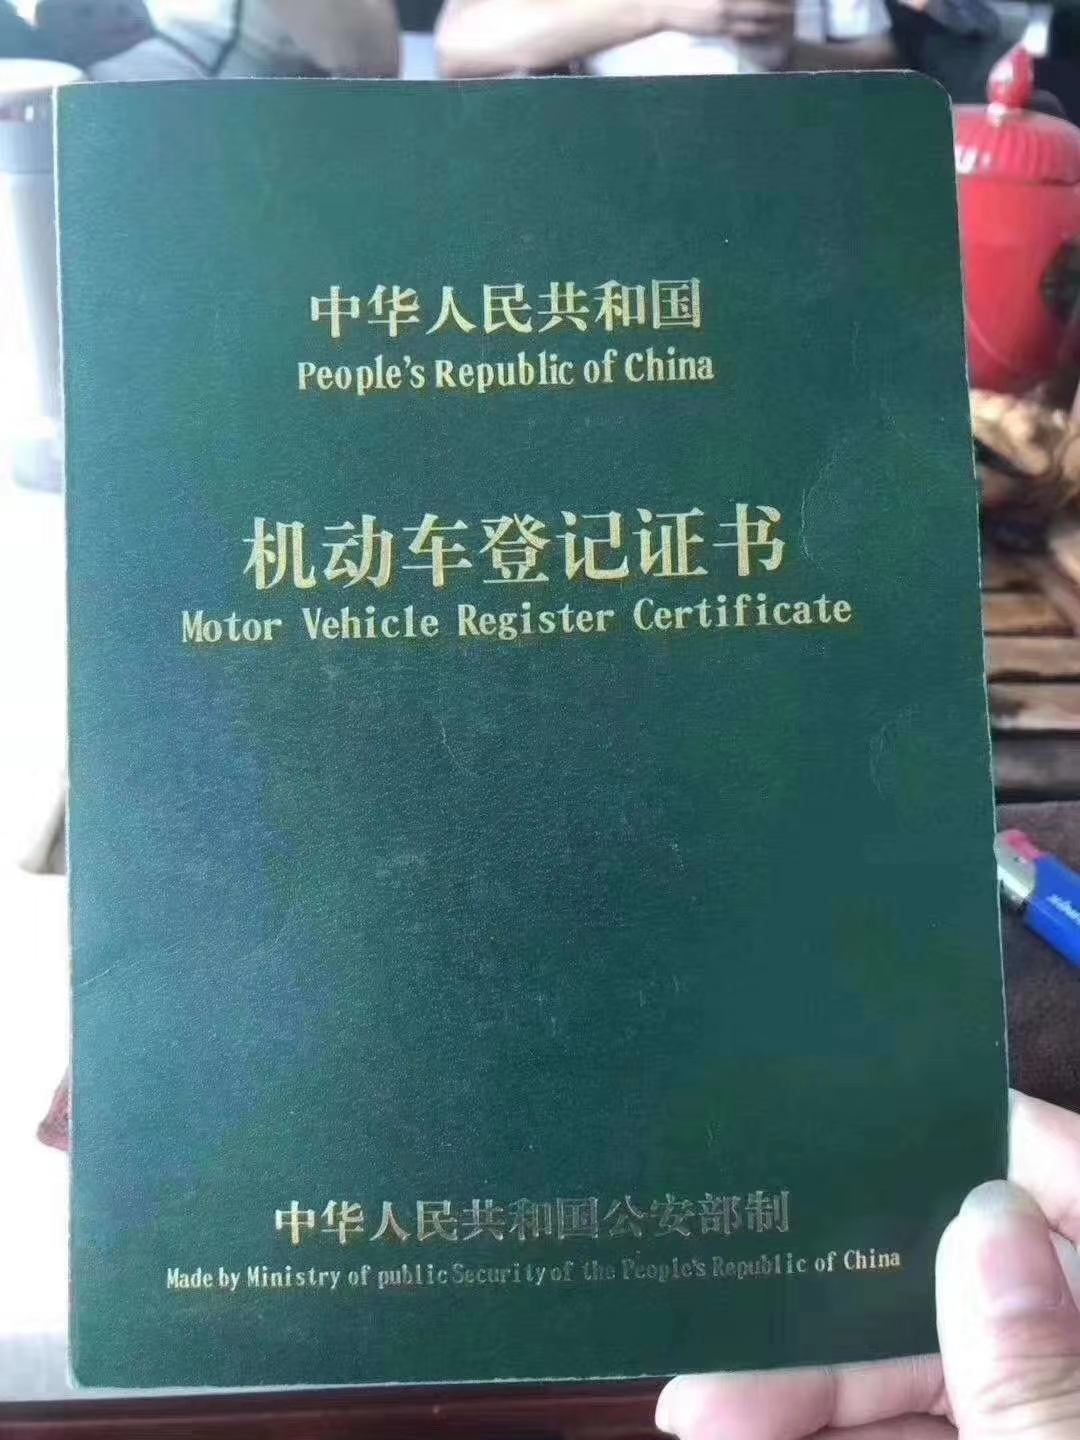 中华人民共和国
People's Republic of China
机动车登记证书
Motor Vehicle Register Certificate
中华人民共和国公安部制
Made by Ministry of public Security of the People's Republic of China